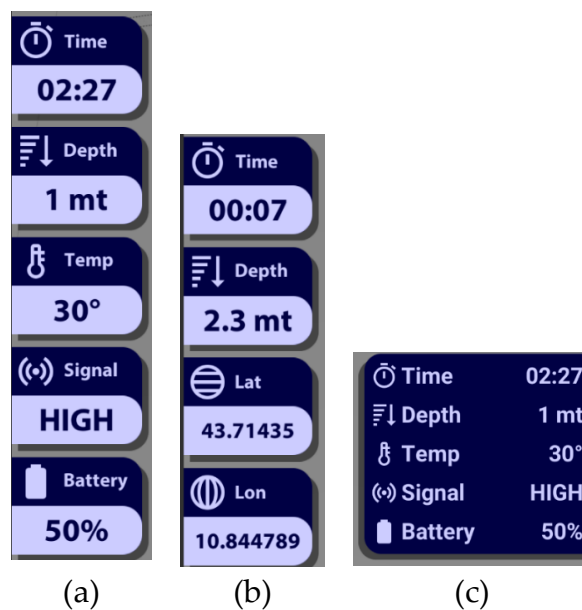 Time
02:27
Depth
1 mt
Temp
30°
Signal
HIGH
Battery
50%
(a)
Time
00:07
Depth
2.3 mt
Lat
43.71435
Lon
10.844789
(b)
Time 02:27
Depth 1 mt
Temp 30°
Signal HIGH
Battery 50%
(c)